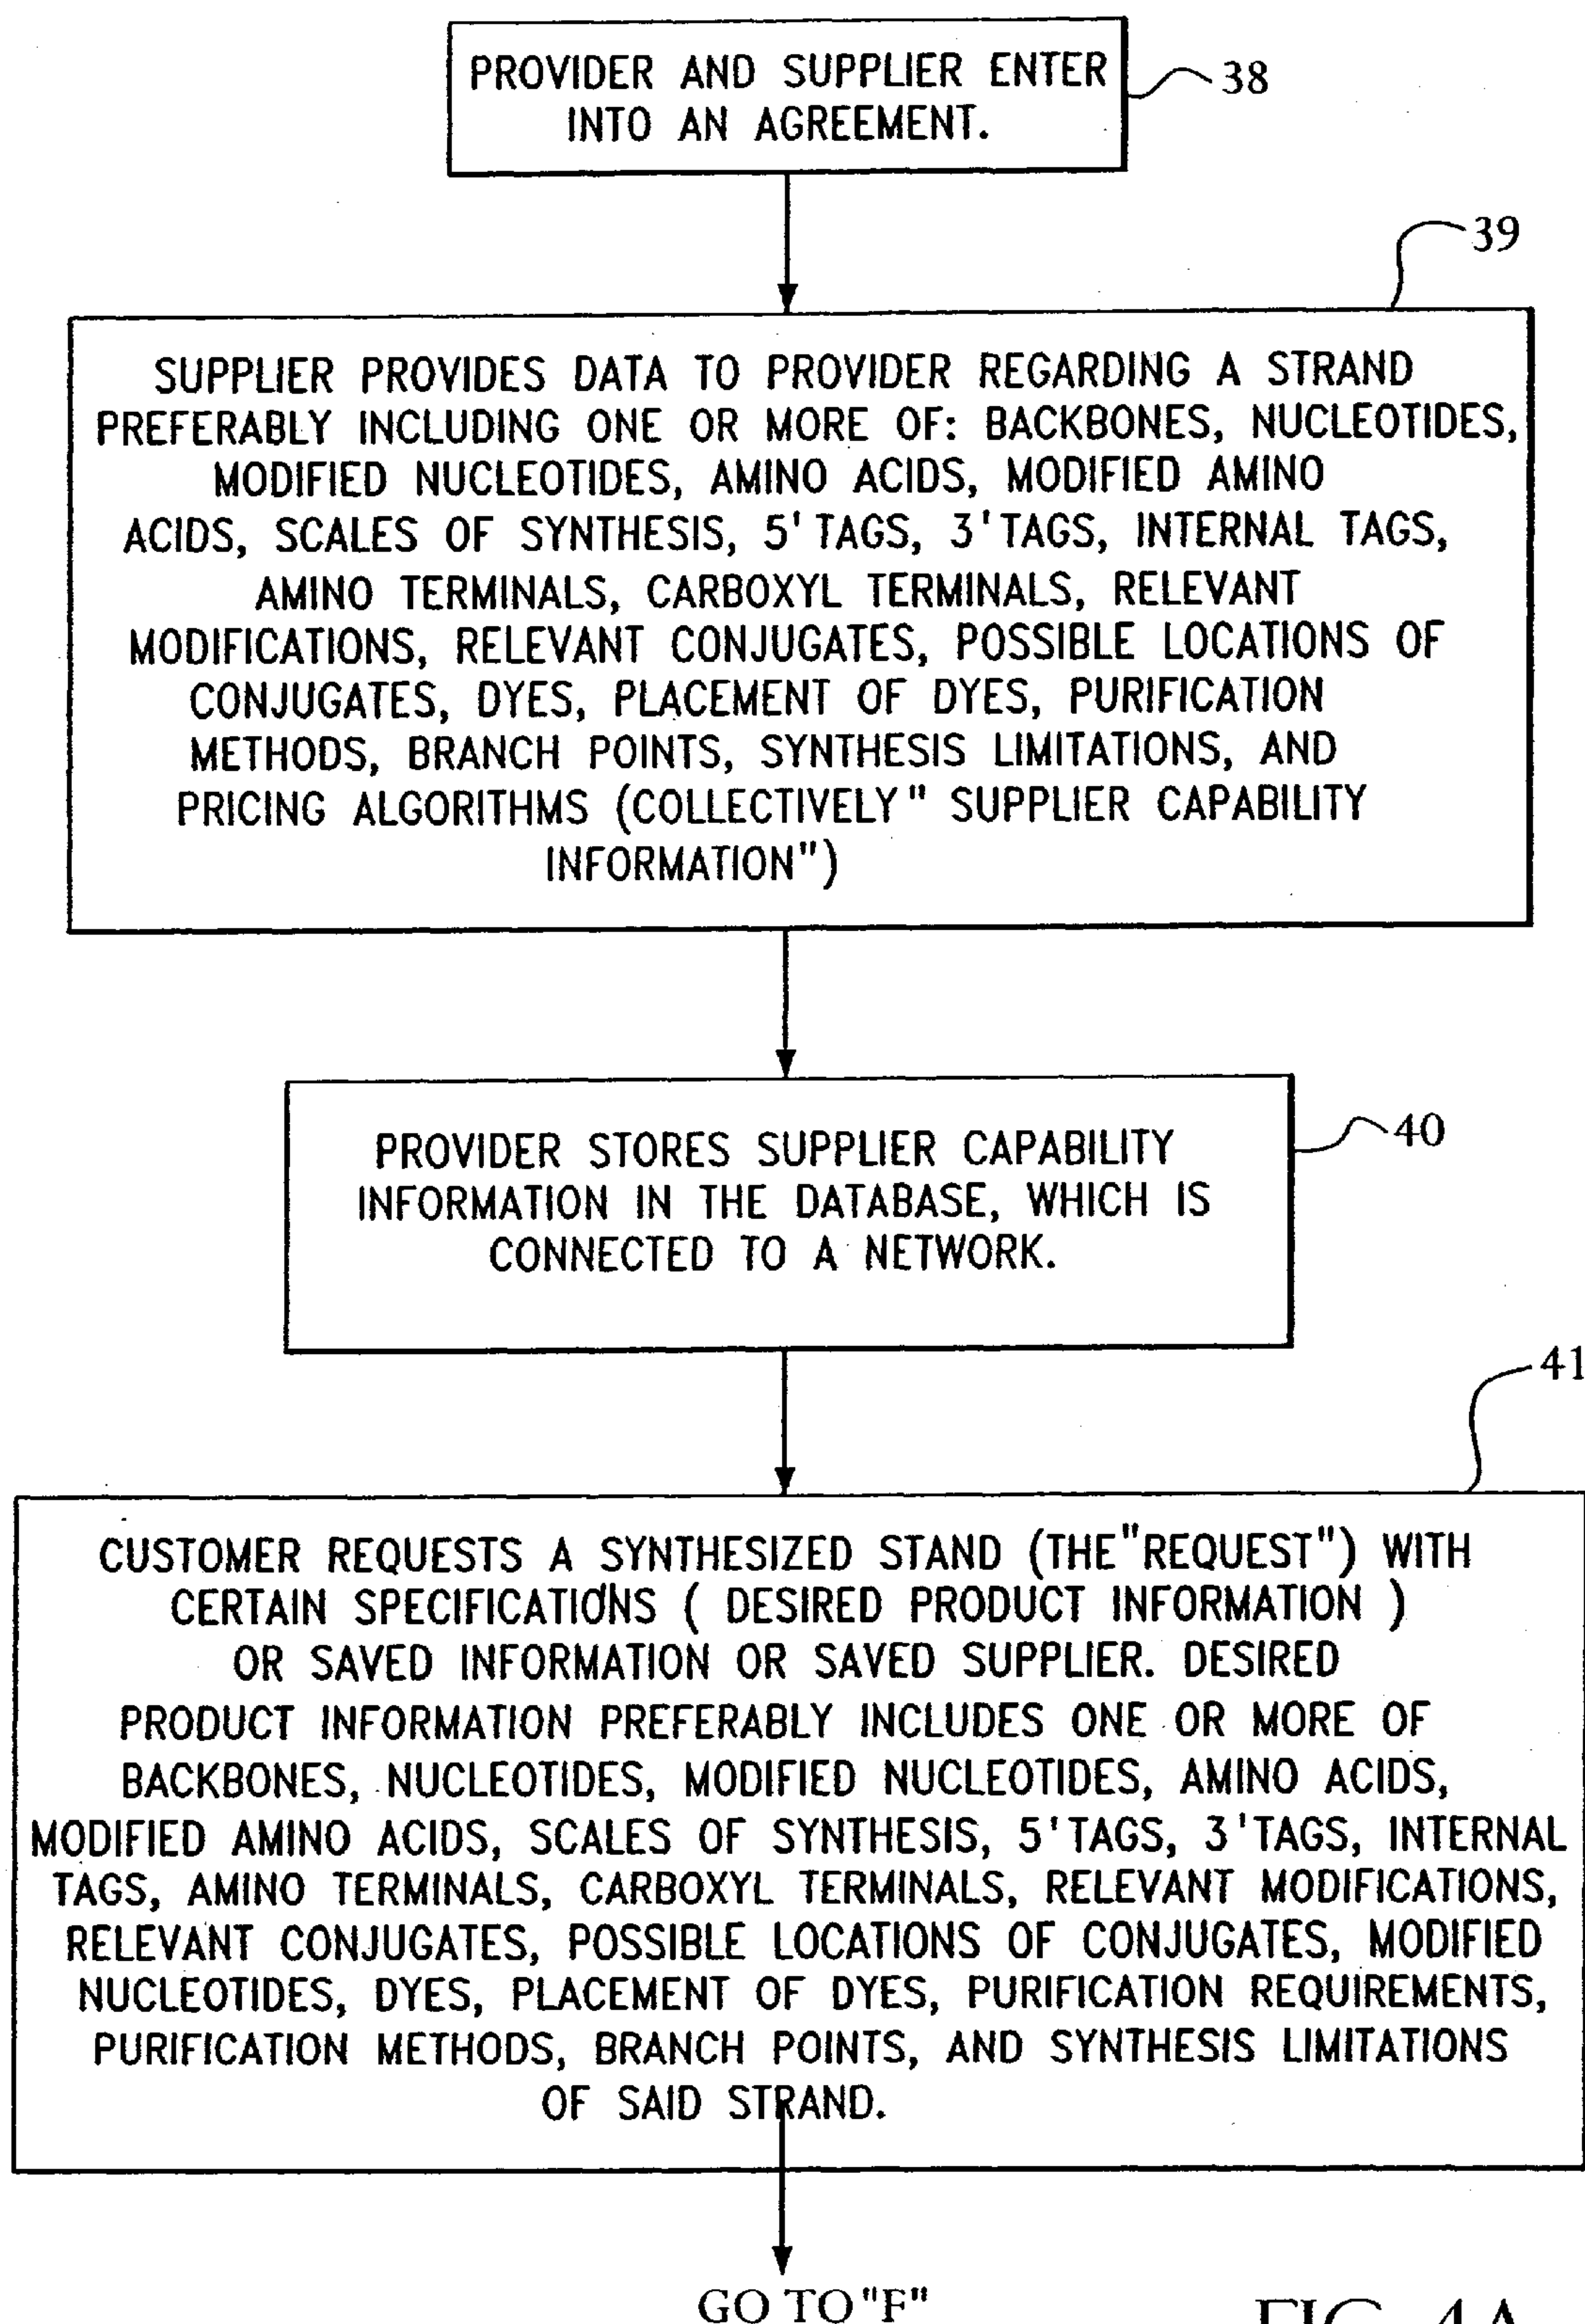 PROVIDER AND SUPPLIER ENTER
INTO AN AGREEMENT.
38
39
SUPPLIER PROVIDES DATA TO PROVIDER REGARDING A STRAND
PREFERABLY INCLUDING ONE OR MORE OF: BACKBONES, NUCLEOTIDES,
MODIFIED NUCLEOTIDES, AMINO ACIDS, MODIFIED AMINO
ACIDS, SCALES OF SYNTHESIS, 5' TAGS, 3' TAGS, INTERNAL TAGS,
AMINO TERMINALS, CARBOXYL TERMINALS, RELEVANT
MODIFICATIONS, RELEVANT CONJUGATES, POSSIBLE LOCATIONS OF
CONJUGATES, DYES, PLACEMENT OF DYES, PURIFICATION
METHODS, BRANCH POINTS, SYNTHESIS LIMITATIONS, AND
PRICING ALGORITHMS (COLLECTIVELY" SUPPLIER CAPABILITY
INFORMATION")
PROVIDER STORES SUPPLIER CAPABILITY
INFORMATION IN THE DATABASE, WHICH IS
CONNECTED TO A NETWORK.
40
41
CUSTOMER REQUESTS A SYNTHESIZED STAND (THE"REQUEST") WITH
CERTAIN SPECIFICATIONS ( DESIRED PRODUCT INFORMATION )
OR SAVED INFORMATION OR SAVED SUPPLIER. DESIRED
PRODUCT INFORMATION PREFERABLY INCLUDES ONE OR MORE OF
BACKBONES, NUCLEOTIDES, MODIFIED NUCLEOTIDES, AMINO ACIDS,
MODIFIED AMINO ACIDS, SCALES OF SYNTHESIS, 5' TAGS, 3' TAGS, INTERNAL
TAGS, AMINO TERMINALS, CARBOXYL TERMINALS, RELEVANT MODIFICATIONS,
RELEVANT CONJUGATES, POSSIBLE LOCATIONS OF CONJUGATES, MODIFIED
NUCLEOTIDES, DYES, PLACEMENT OF DYES, PURIFICATION REQUIREMENTS,
PURIFICATION METHODS, BRANCH POINTS, AND SYNTHESIS LIMITATIONS
OF SAID STRAND.
GO TO "F"
FIG. 4A